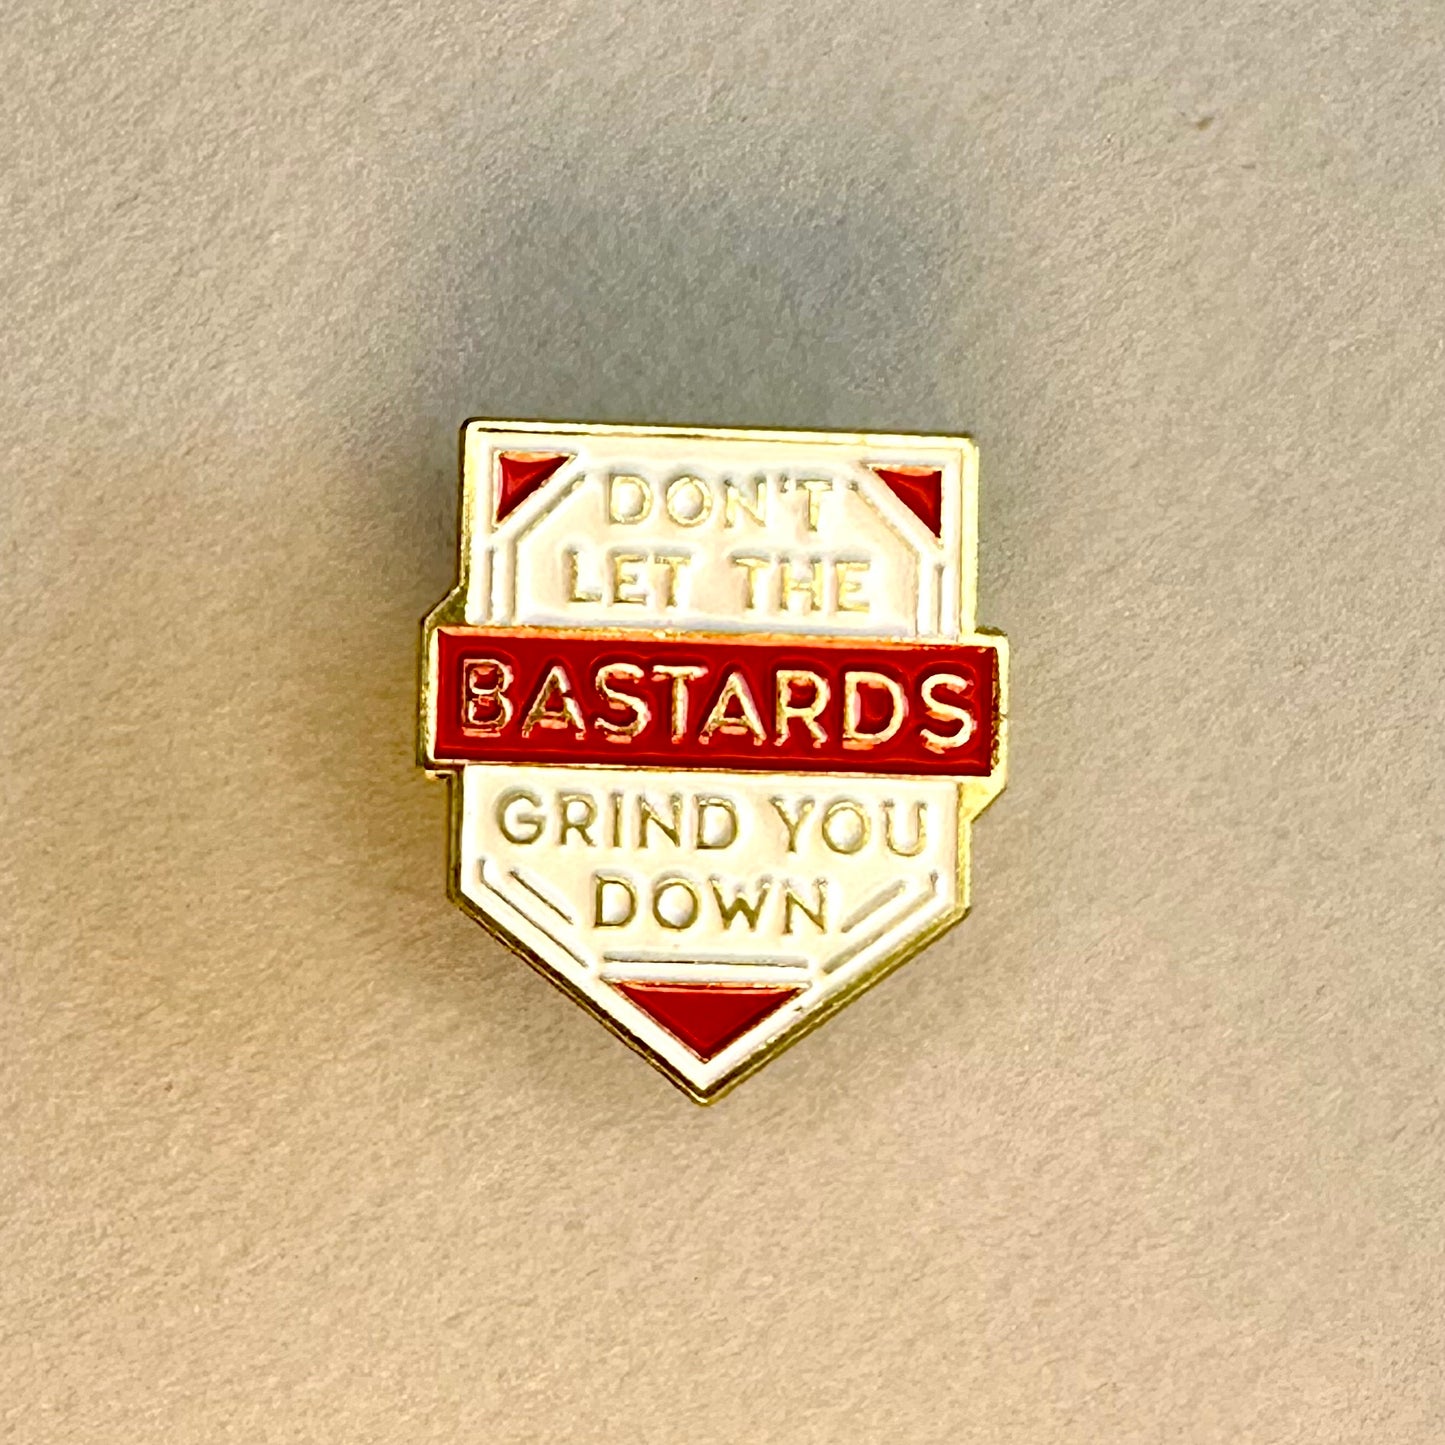 DON'T
LET THE
BASTARDS
GRIND YOU
DOWN